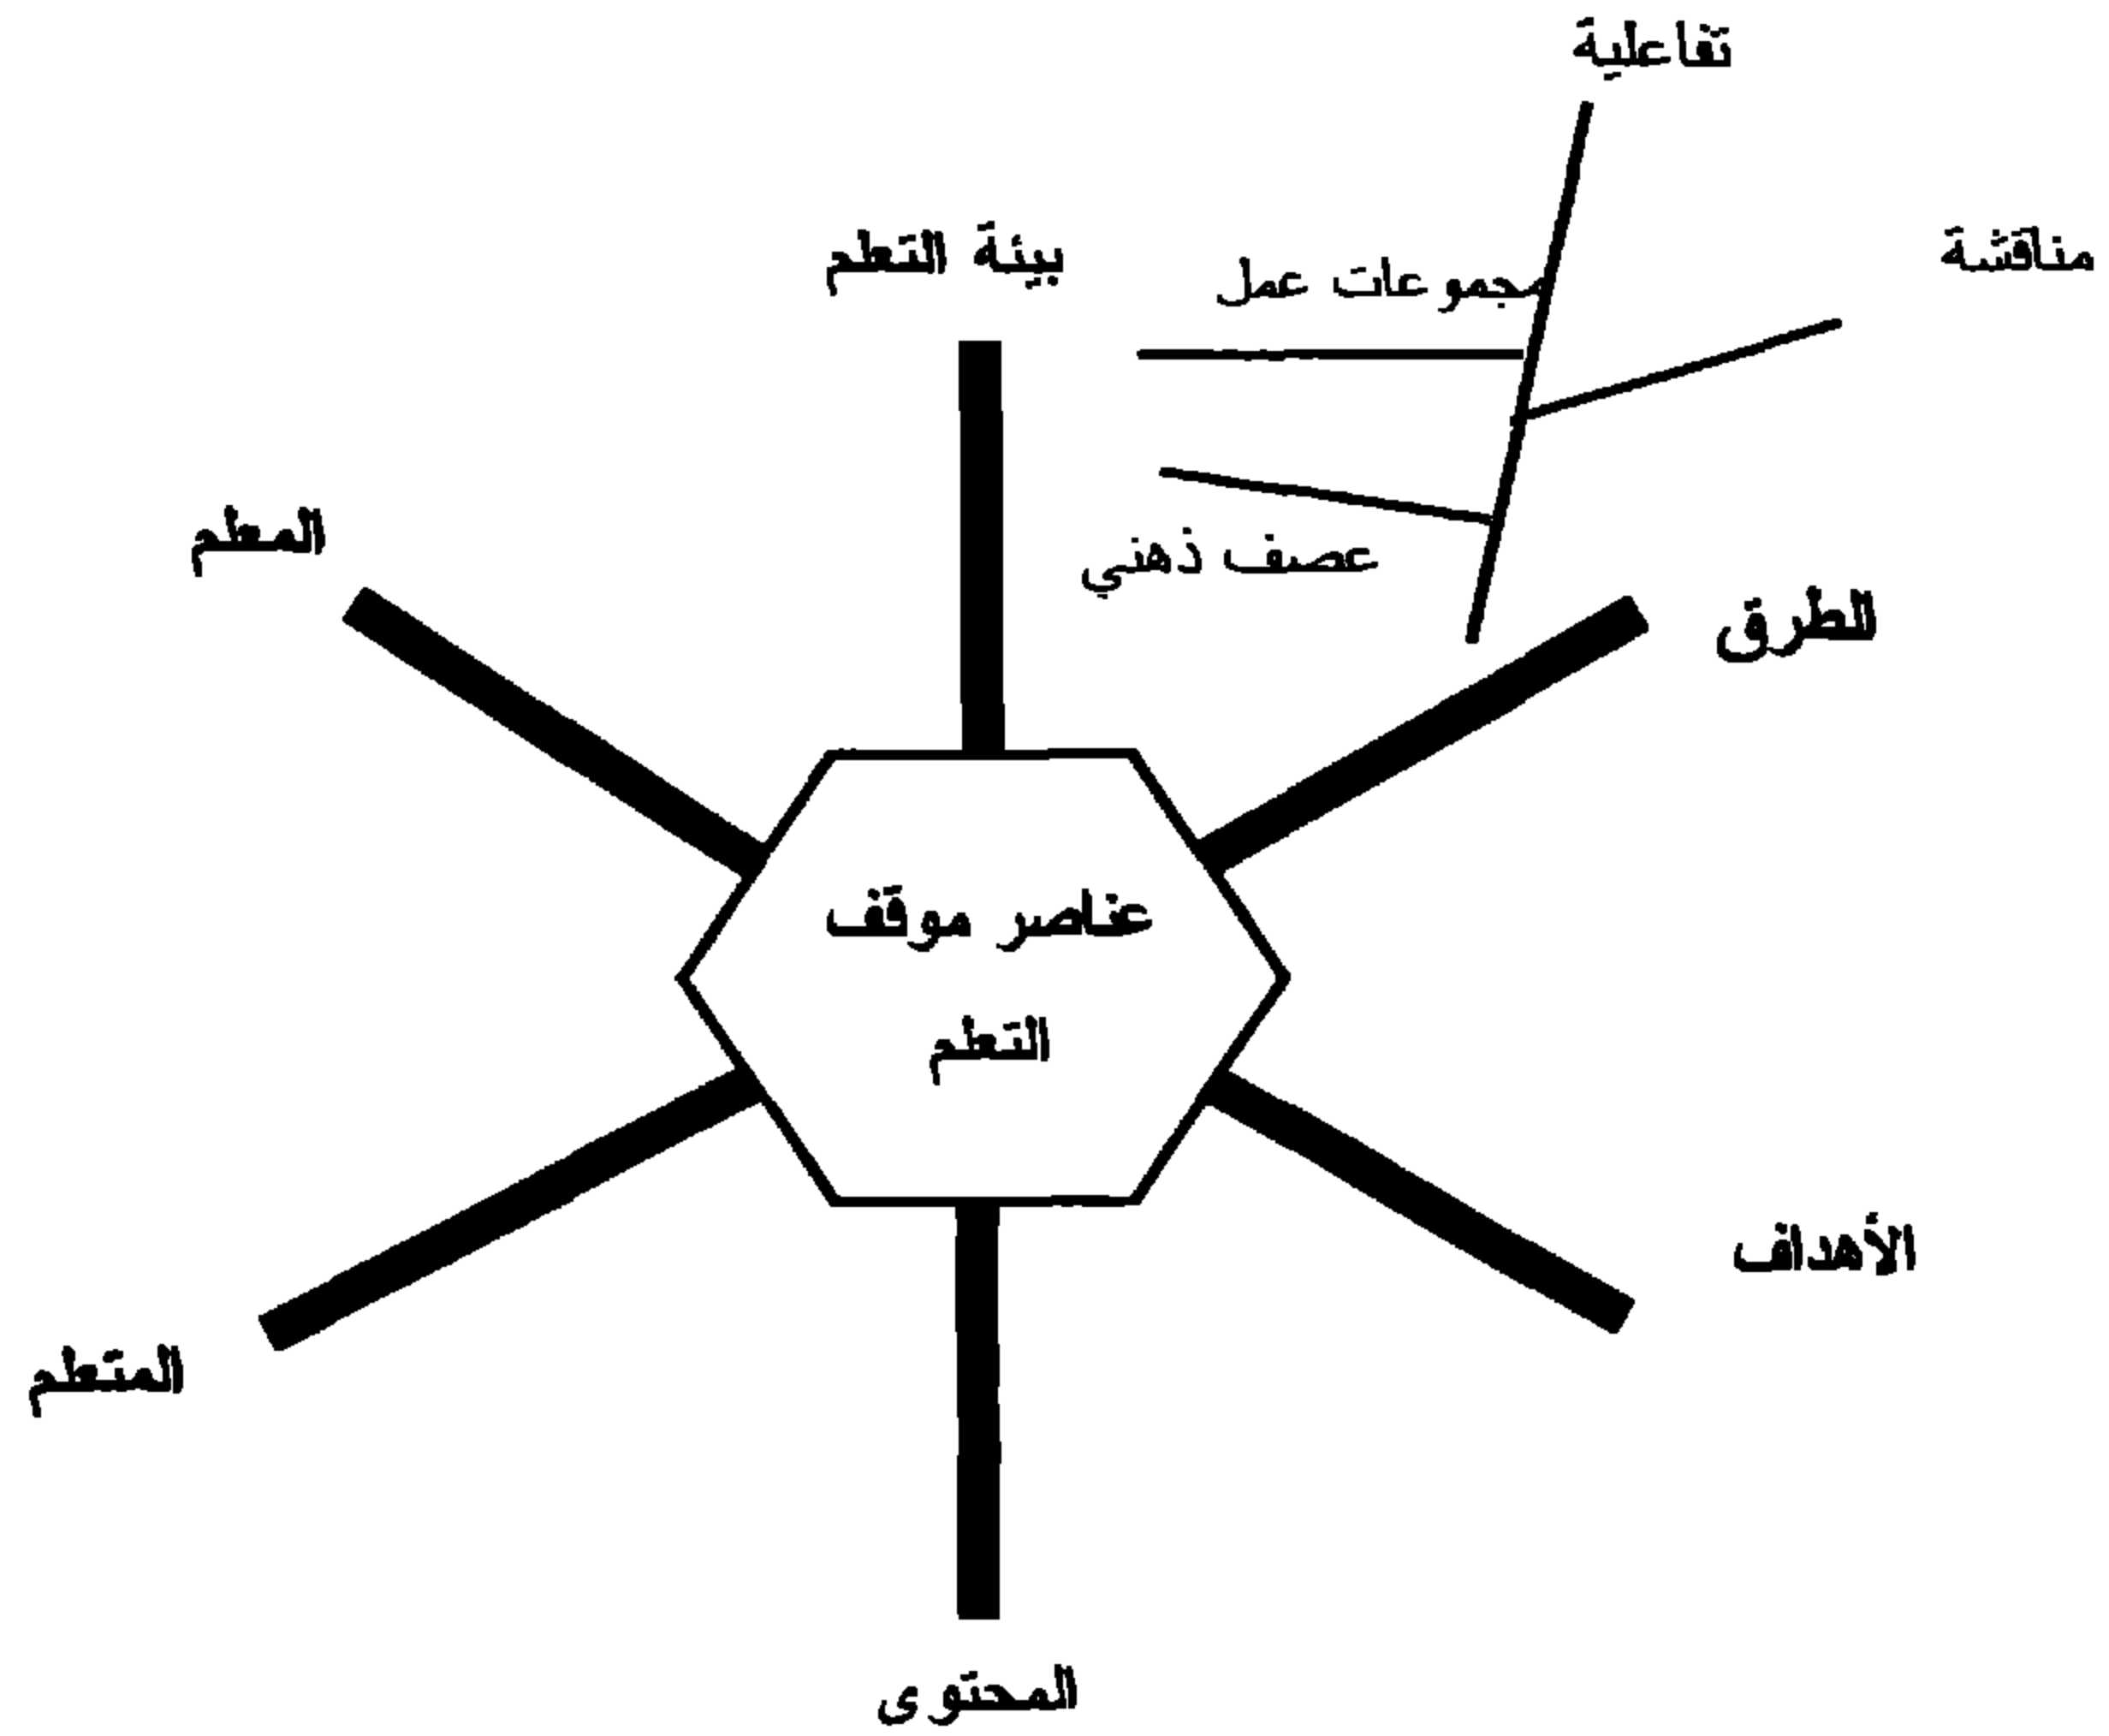 تفاعلية
مناقشة
بيئة التعلم
مجموعات عمل
المعلم
عصف ذهني
الطرق
عناصر موقف
التعلم
الأهداف
المتعلم
المحتوى